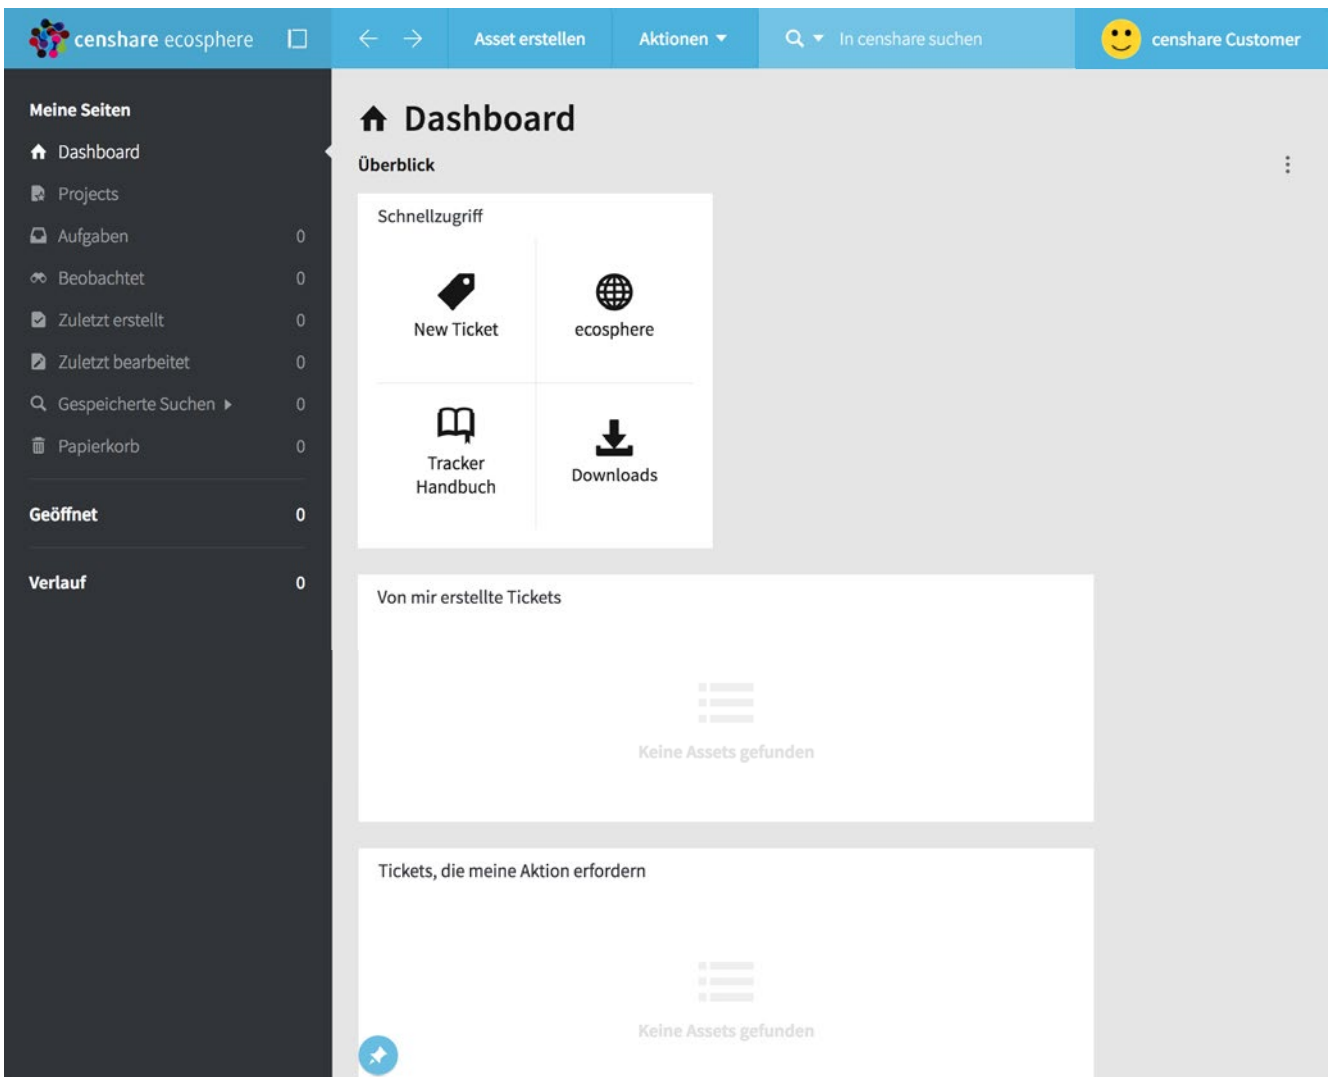 censhare ecosphere
Asset erstellen
Aktionen
In censhare suchen
censhare Customer
Meine Seiten
Dashboard
Projects
Aufgaben 0
Beobachtet 0
Zuletzt erstellt 0
Zuletzt bearbeitet 0
Gespeicherte Suchen 0
Papierkorb 0
Geöffnet 0
Verlauf 0
Dashboard
Überblick
Schnellzugriff
New Ticket
ecosphere
Tracker
Handbuch
Downloads
Von mir erstellte Tickets
Keine Assets gefunden
Tickets, die meine Aktion erfordern
Keine Assets gefunden